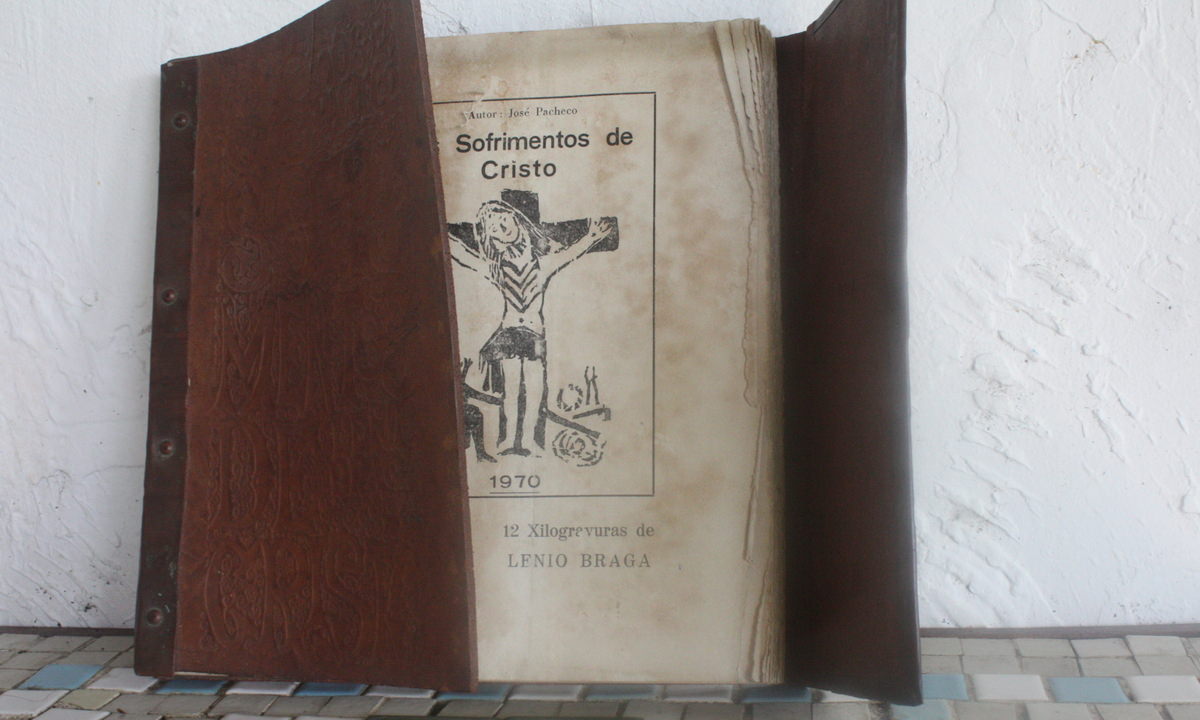 Autor: José Pacheco
Sofrimentos de
Cristo
1970
12 Xilogravuras de
LENIO BRAGA